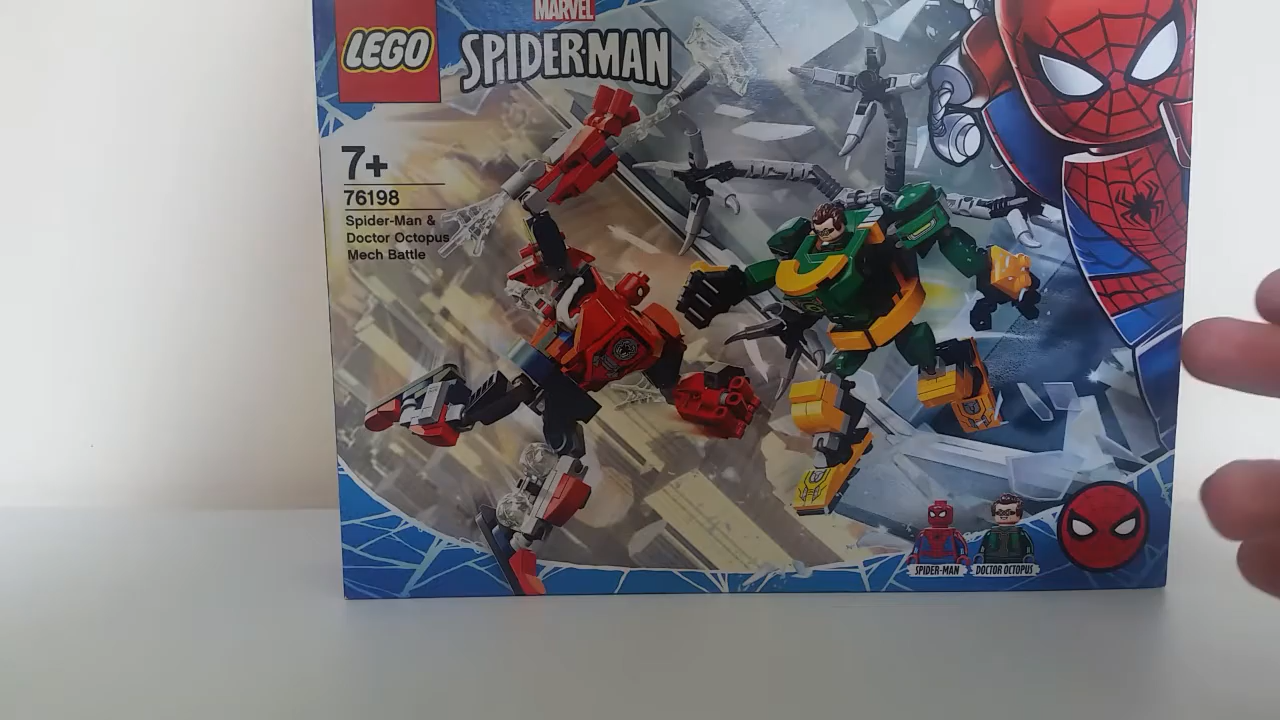 MARVEL
LEGO
SPIDER-MAN
7+
76198
Spider-Man &
Doctor Octopus
Mech Battle
SPIDER-MAN
DOCTOR OCTOPUS